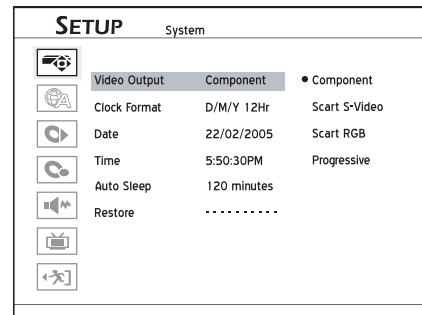 SETUP System
Video Output Component • Component
Clock Format D/M/Y 12Hr Scart S-Video
Date 22/02/2005 Scart RGB
Time 5:50:30PM Progressive
Auto Sleep 120 minutes
Restore - - - - - - - - - -